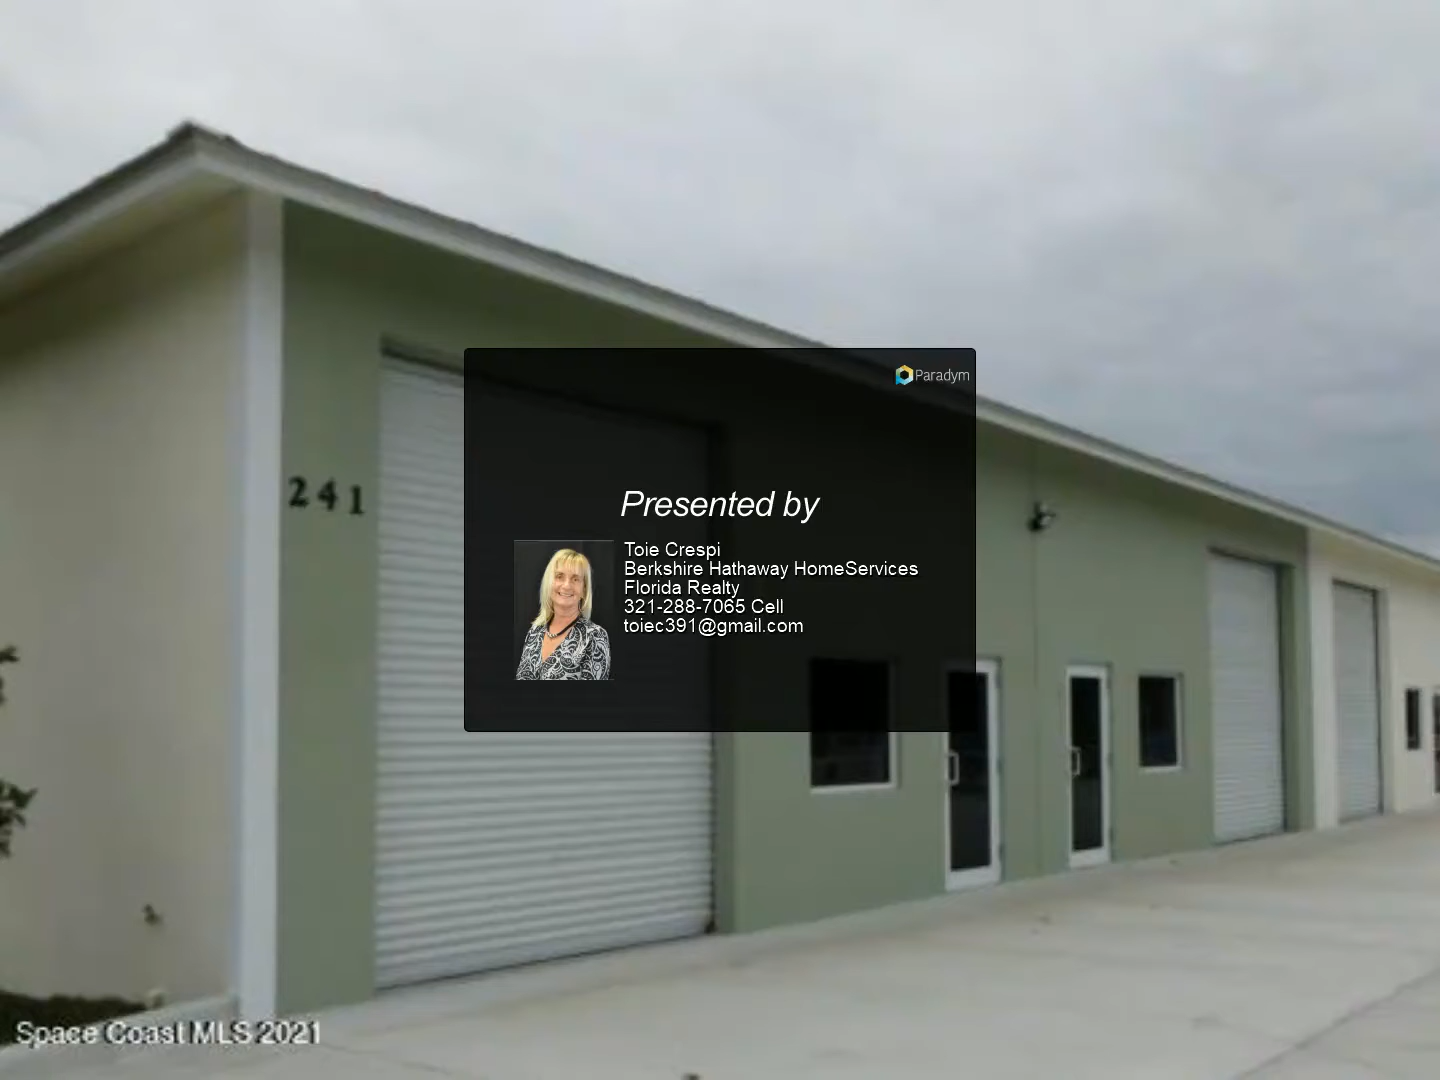 Paradym
241
Presented by
Toie Crespi
Berkshire Hathaway HomeServices
Florida Realty
321-288-7065 Cell
toiec391@gmail.com
Space Coast MLS 2021